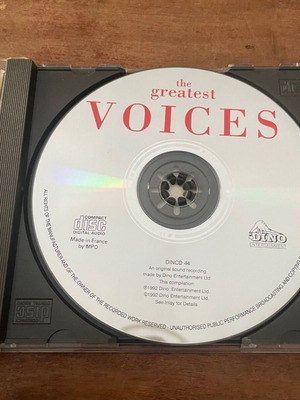 the
greatest
VOICES
COMPACT
disc
DIGITAL AUDIO
Made in France
by MPO
DINO
ENTERTAINMENT
DINCD 44
An original sound recording
made by Dino Entertainment Ltd.
This compilation
℗1992 Dino Entertainment Ltd.
©1992 Dino Entertainment Ltd.
See inlay for Details
ALL RIGHTS OF THE MANUFACTURER AND OF THE OWNER OF THE RECORDED WORK RESERVED · UNAUTHORISED PUBLIC PERFORMANCE BROADCASTING AND